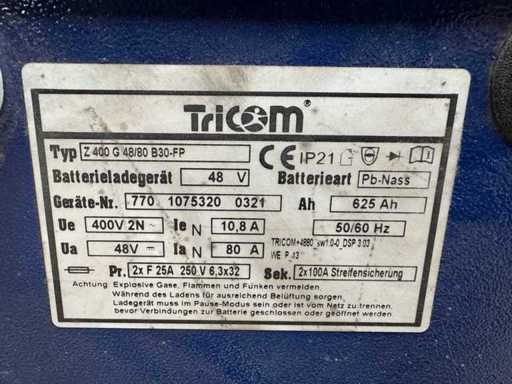 Tricom®
Typ Z 400 G 48/80 B30-FP CE IP21
Batterieladegerät 48 V Batterieart Pb-Nass
Geräte-Nr. 770 1075320 0321 Ah 625 Ah
Ue 400V 2N~ Ie N 10,8 A 50/60 Hz
Ua 48V⎓ Ia N 80 A TRICOM+4880_sw1.0-0_DSP 3.03
WE P 43
Pr. 2x F 25A 250 V 6,3x32 Sek. 2x100A Streifensicherung
Achtung Explosive Gase, Flammen und Funken vermeiden.
Während des Ladens für ausreichend Belüftung sorgen.
Ladegerät muss im Pause-Modus sein oder ist vom Netz zu trennen,
bevor Verbindungen zur Batterie geschlossen oder geöffnet werden